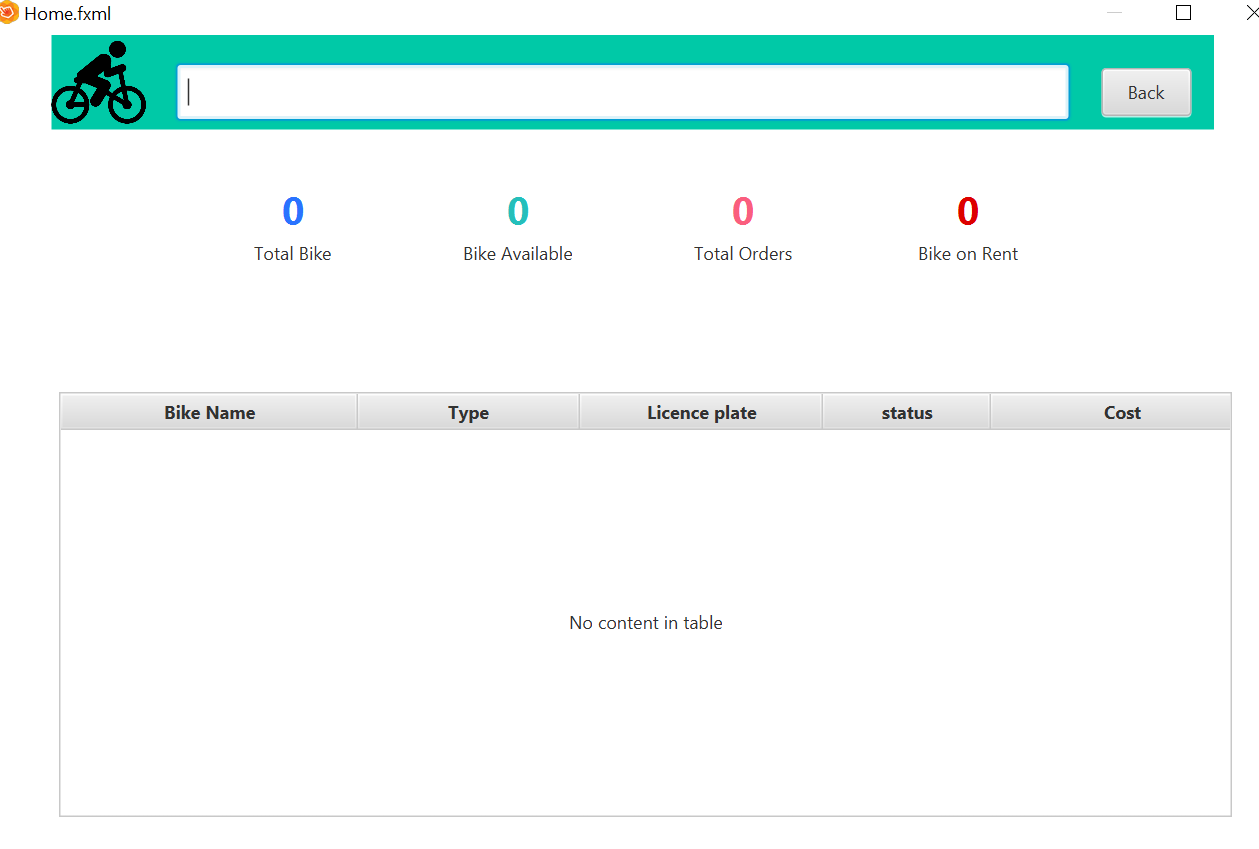 Home.fxml
Back
0 0 0 0
Total Bike Bike Available Total Orders Bike on Rent
Bike Name Type Licence plate status Cost
No content in table